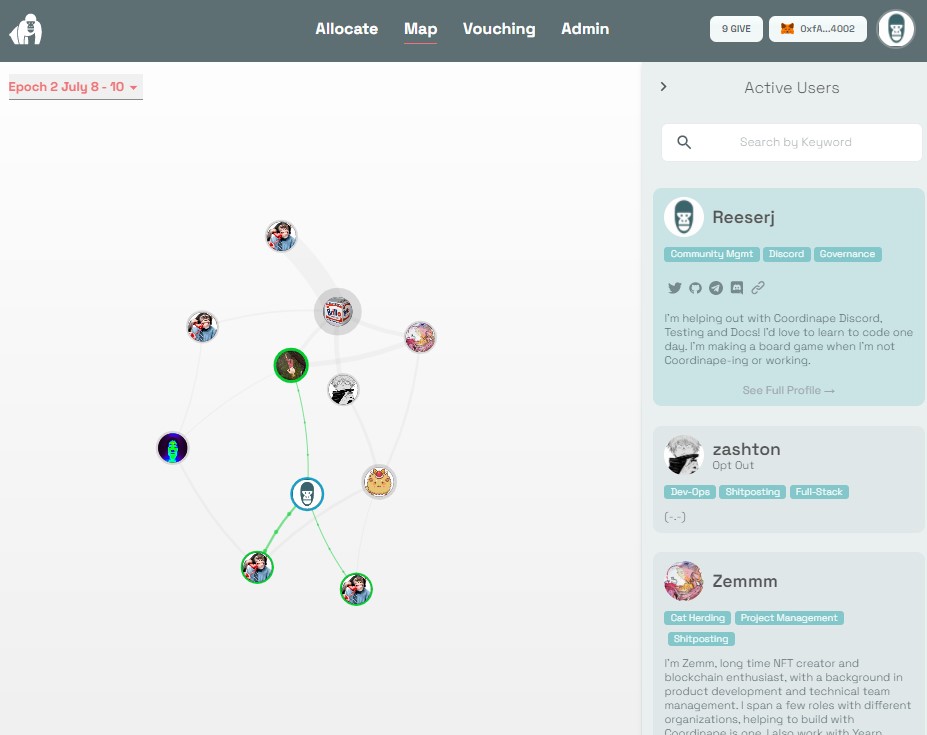 Allocate Map Vouching Admin 9 GIVE 0xfA...4002
Epoch 2 July 8 - 10
Active Users
Search by Keyword
Reeserj
Community Mgmt Discord Governance
I'm helping out with Coordinape Discord,
Testing and Docs! I'd love to learn to code one
day. I'm making a board game when I'm not
Coordinape-ing or working.
See Full Profile →
zashton
Opt Out
Dev-Ops Shitposting Full-Stack
(-.-)
Zemmm
Cat Herding Project Management
Shitposting
I'm Zemm, long time NFT creator and
blockchain enthusiast, with a background in
product development and technical team
management. I span a few roles with different
organizations, helping to build with
Coordinape is one. I also work with Yearn
Brillo